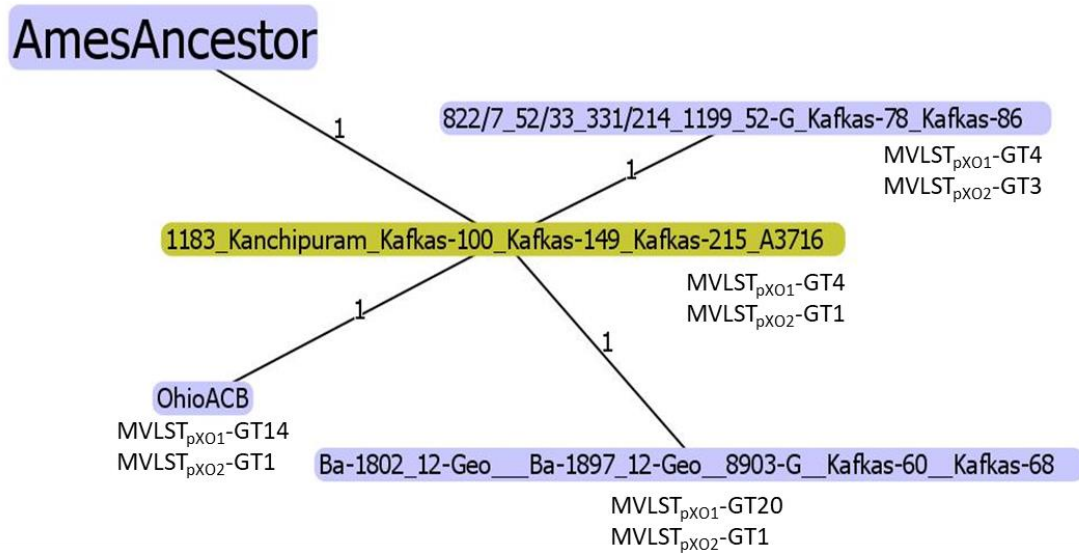 AmesAncestor
1
822/7_52/33_331/214_1199_52-G_Kafkas-78_Kafkas-86
MVLSTpXO1-GT4
MVLSTpXO2-GT3
1
1183_Kanchipuram_Kafkas-100_Kafkas-149_Kafkas-215_A3716
MVLSTpXO1-GT4
MVLSTpXO2-GT1
1
1
OhioACB
MVLSTpXO1-GT14
MVLSTpXO2-GT1
Ba-1802_12-Geo___Ba-1897_12-Geo__8903-G__Kafkas-60__Kafkas-68
MVLSTpXO1-GT20
MVLSTpXO2-GT1